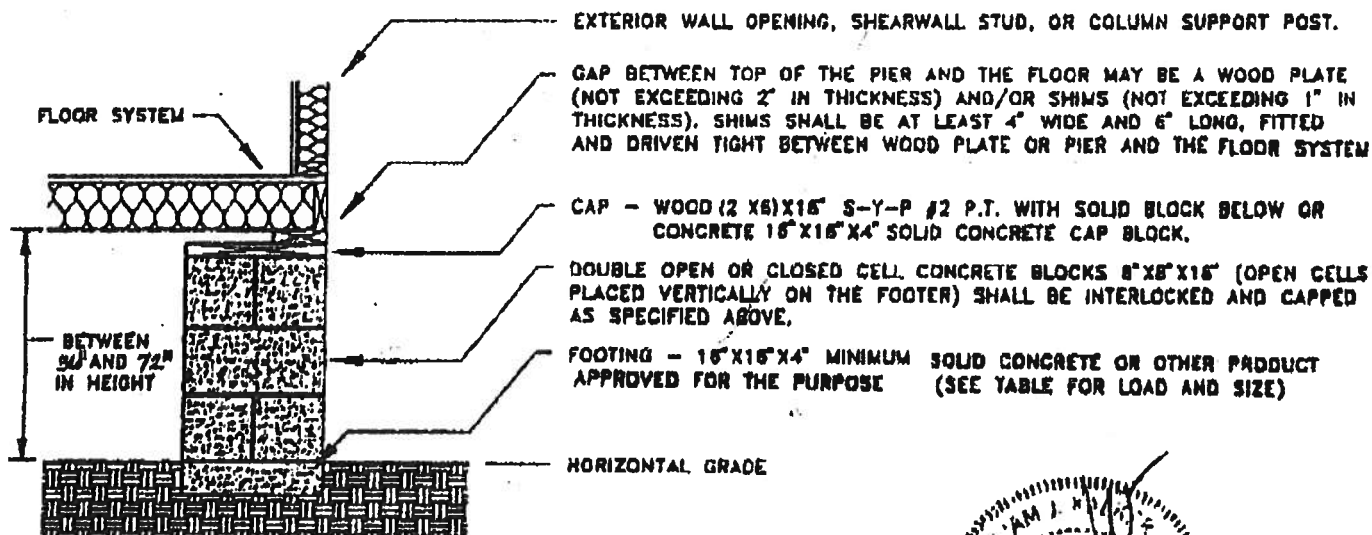 EXTERIOR WALL OPENING, SHEARWALL STUD, OR COLUMN SUPPORT POST.
GAP BETWEEN TOP OF THE PIER AND THE FLOOR MAY BE A WOOD PLATE
(NOT EXCEEDING 2" IN THICKNESS) AND/OR SHIMS (NOT EXCEEDING 1" IN
THICKNESS). SHIMS SHALL BE AT LEAST 4" WIDE AND 6" LONG, FITTED
AND DRIVEN TIGHT BETWEEN WOOD PLATE OR PIER AND THE FLOOR SYSTEM
FLOOR SYSTEM
CAP - WOOD (2 X6)X16" S-Y-P #2 P.T. WITH SOLID BLOCK BELOW OR
CONCRETE 16"X16"X4" SOLID CONCRETE CAP BLOCK.
DOUBLE OPEN OR CLOSED CELL CONCRETE BLOCKS 8"X8"X16" (OPEN CELLS
PLACED VERTICALLY ON THE FOOTER) SHALL BE INTERLOCKED AND CAPPED
AS SPECIFIED ABOVE.
BETWEEN
AND 72"
IN HEIGHT
FOOTING - 16"X16"X4" MINIMUM SOLID CONCRETE OR OTHER PRODUCT
APPROVED FOR THE PURPOSE (SEE TABLE FOR LOAD AND SIZE)
HORIZONTAL GRADE
AM J.